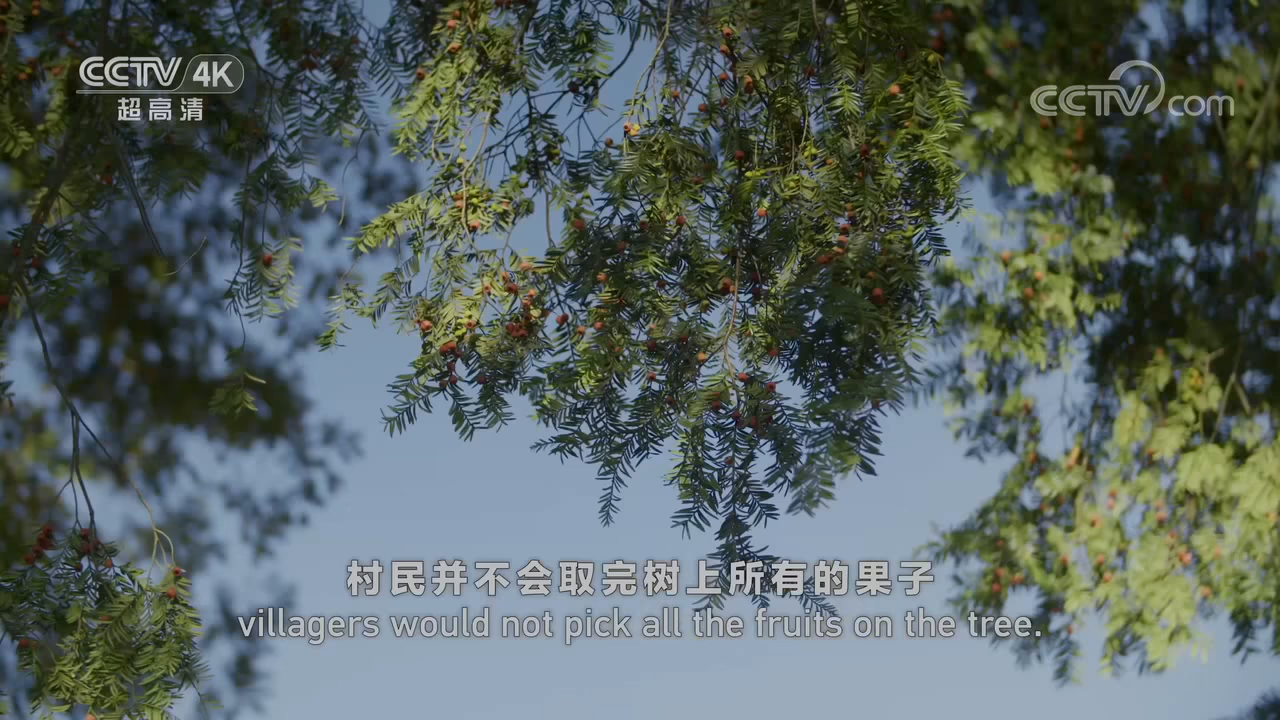 CCTV 4K
超高清
CCTV.com
村民并不会取完树上所有的果子
villagers would not pick all the fruits on the tree.